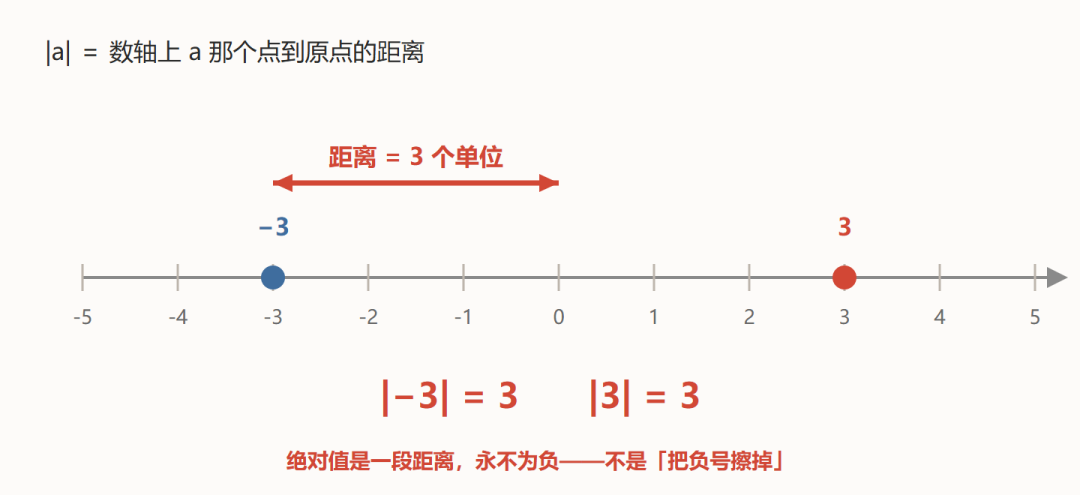 |a| = 数轴上 a 那个点到原点的距离
距离 = 3 个单位
−3
3
-5 -4 -3 -2 -1 0 1 2 3 4 5
|−3| = 3 |3| = 3
绝对值是一段距离，永不为负——不是「把负号擦掉」